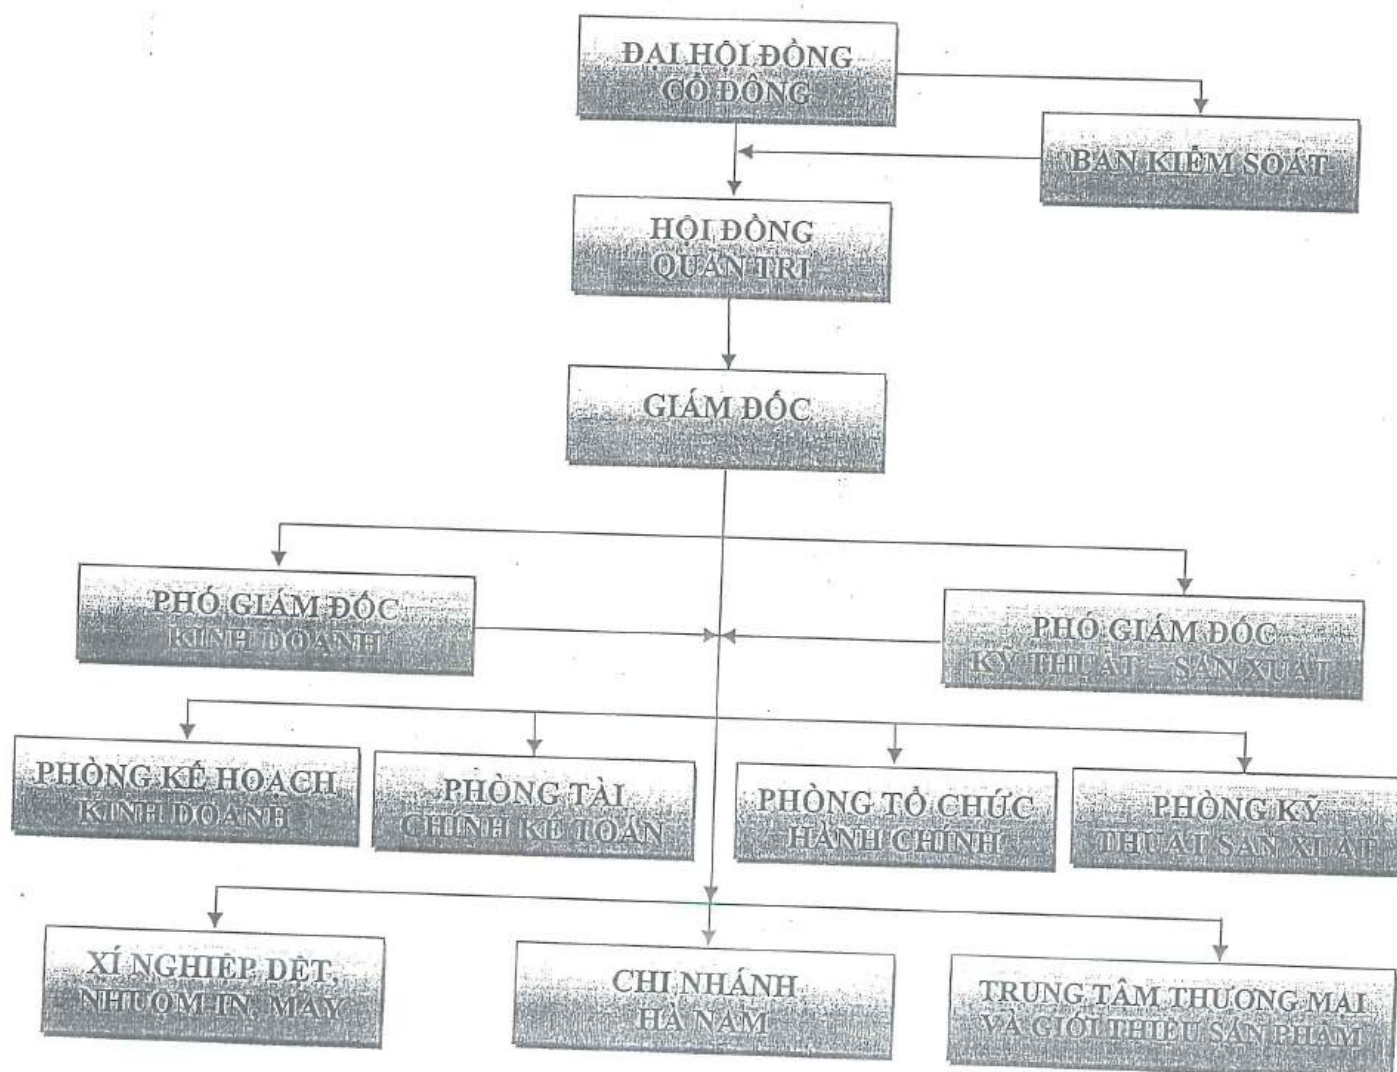 ĐẠI HỘI ĐỒNG
CỔ ĐÔNG
BAN KIỂM SOÁT
HỘI ĐỒNG
QUẢN TRỊ
GIÁM ĐỐC
PHÓ GIÁM ĐỐC
KINH DOANH
PHÓ GIÁM ĐỐC
KỸ THUẬT – SẢN XUẤT
PHÒNG KẾ HOẠCH
KINH DOANH
PHÒNG TÀI
CHÍNH KẾ TOÁN
PHÒNG TỔ CHỨC
HÀNH CHÍNH
PHÒNG KỸ
THUẬT SẢN XUẤT
XÍ NGHIỆP DỆT,
NHUỘM IN, MAY
CHI NHÁNH
HÀ NAM
TRUNG TÂM THƯƠNG MẠI
VÀ GIỚI THIỆU SẢN PHẨM